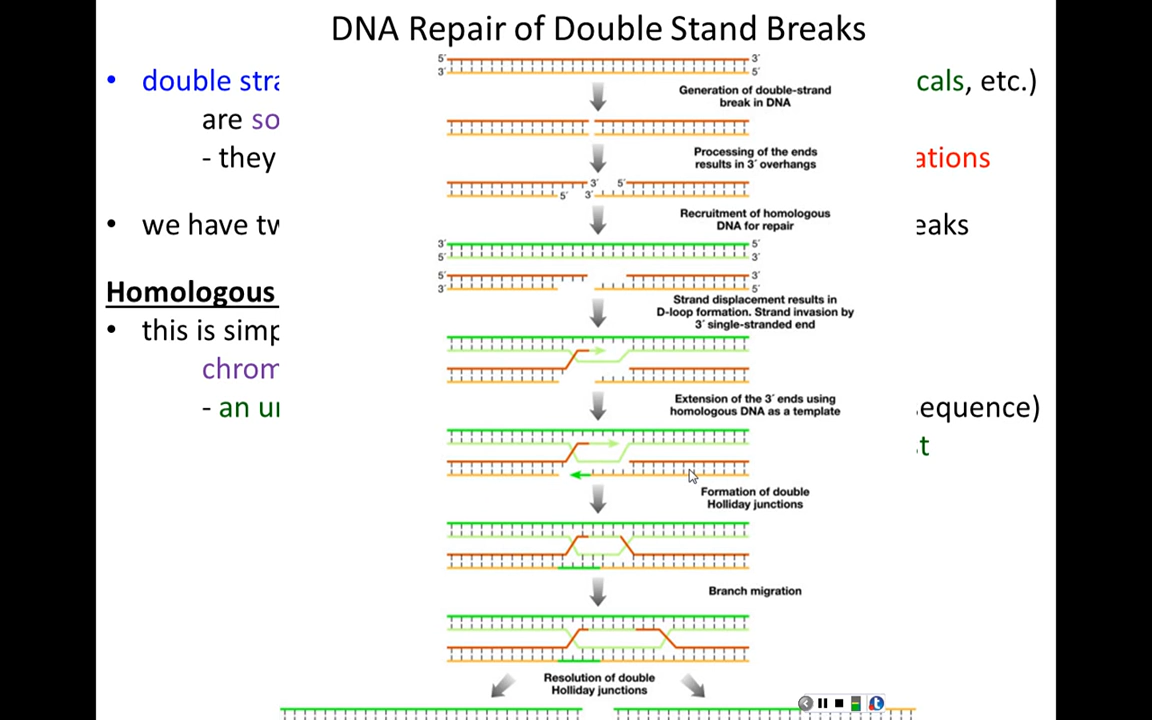 DNA Repair of Double Stand Breaks
5′ 3′
3′ 5′
• double stra
cals, etc.)
Generation of double-strand
break in DNA
are so
- they
ations
Processing of the ends
results in 3′ overhangs
3′ 5′
5′ 3′
• we have tw
eaks
Recruitment of homologous
DNA for repair
3′ 5′
5′ 3′
5′ 3′
3′ 5′
Homologous
Strand displacement results in
D-loop formation. Strand invasion by
3′ single-stranded end
• this is simp
chrom
- an un
equence)
t
Extension of the 3′ ends using
homologous DNA as a template
Formation of double
Holliday junctions
Branch migration
Resolution of double
Holliday junctions